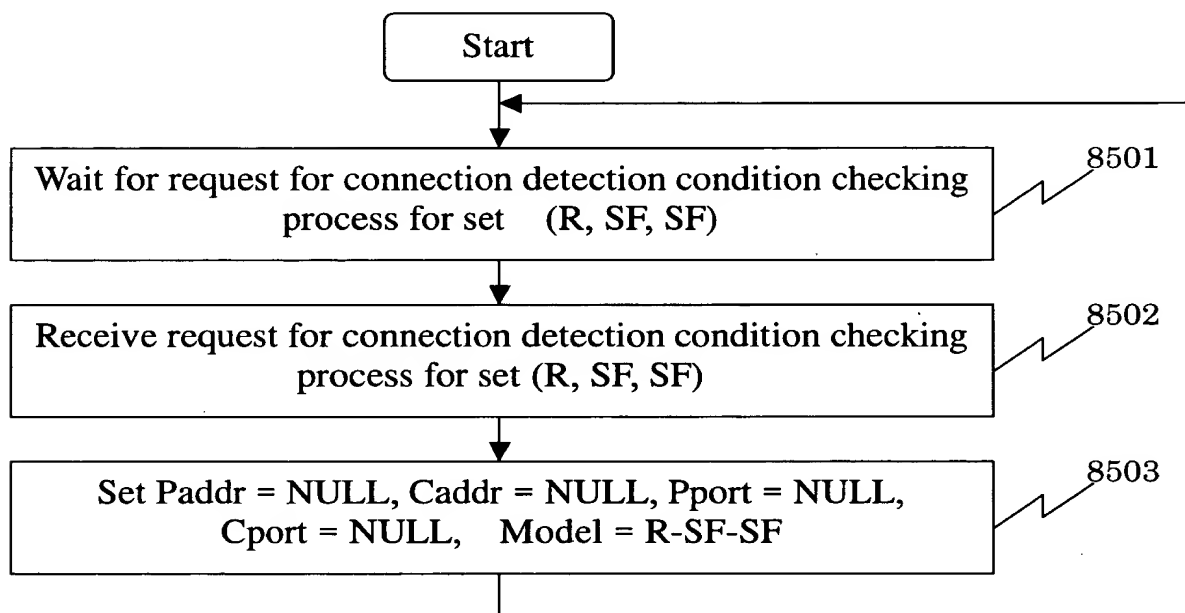 Start
Wait for request for connection detection condition checking
process for set (R, SF, SF)
8501
Receive request for connection detection condition checking
process for set (R, SF, SF)
8502
Set Paddr = NULL, Caddr = NULL, Pport = NULL,
Cport = NULL, Model = R-SF-SF
8503